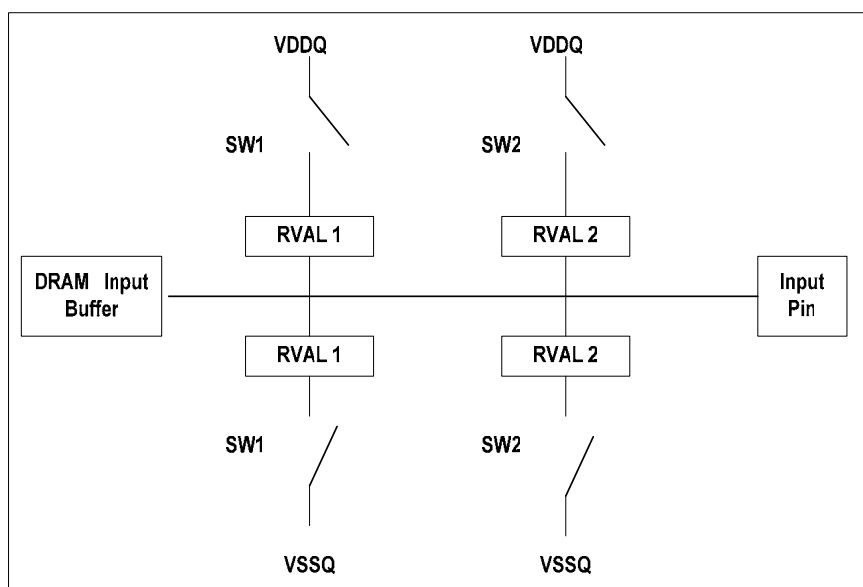 VDDQ
VDDQ
SW1
SW2
RVAL 1
RVAL 2
DRAM Input
Buffer
Input
Pin
RVAL 1
RVAL 2
SW1
SW2
VSSQ
VSSQ